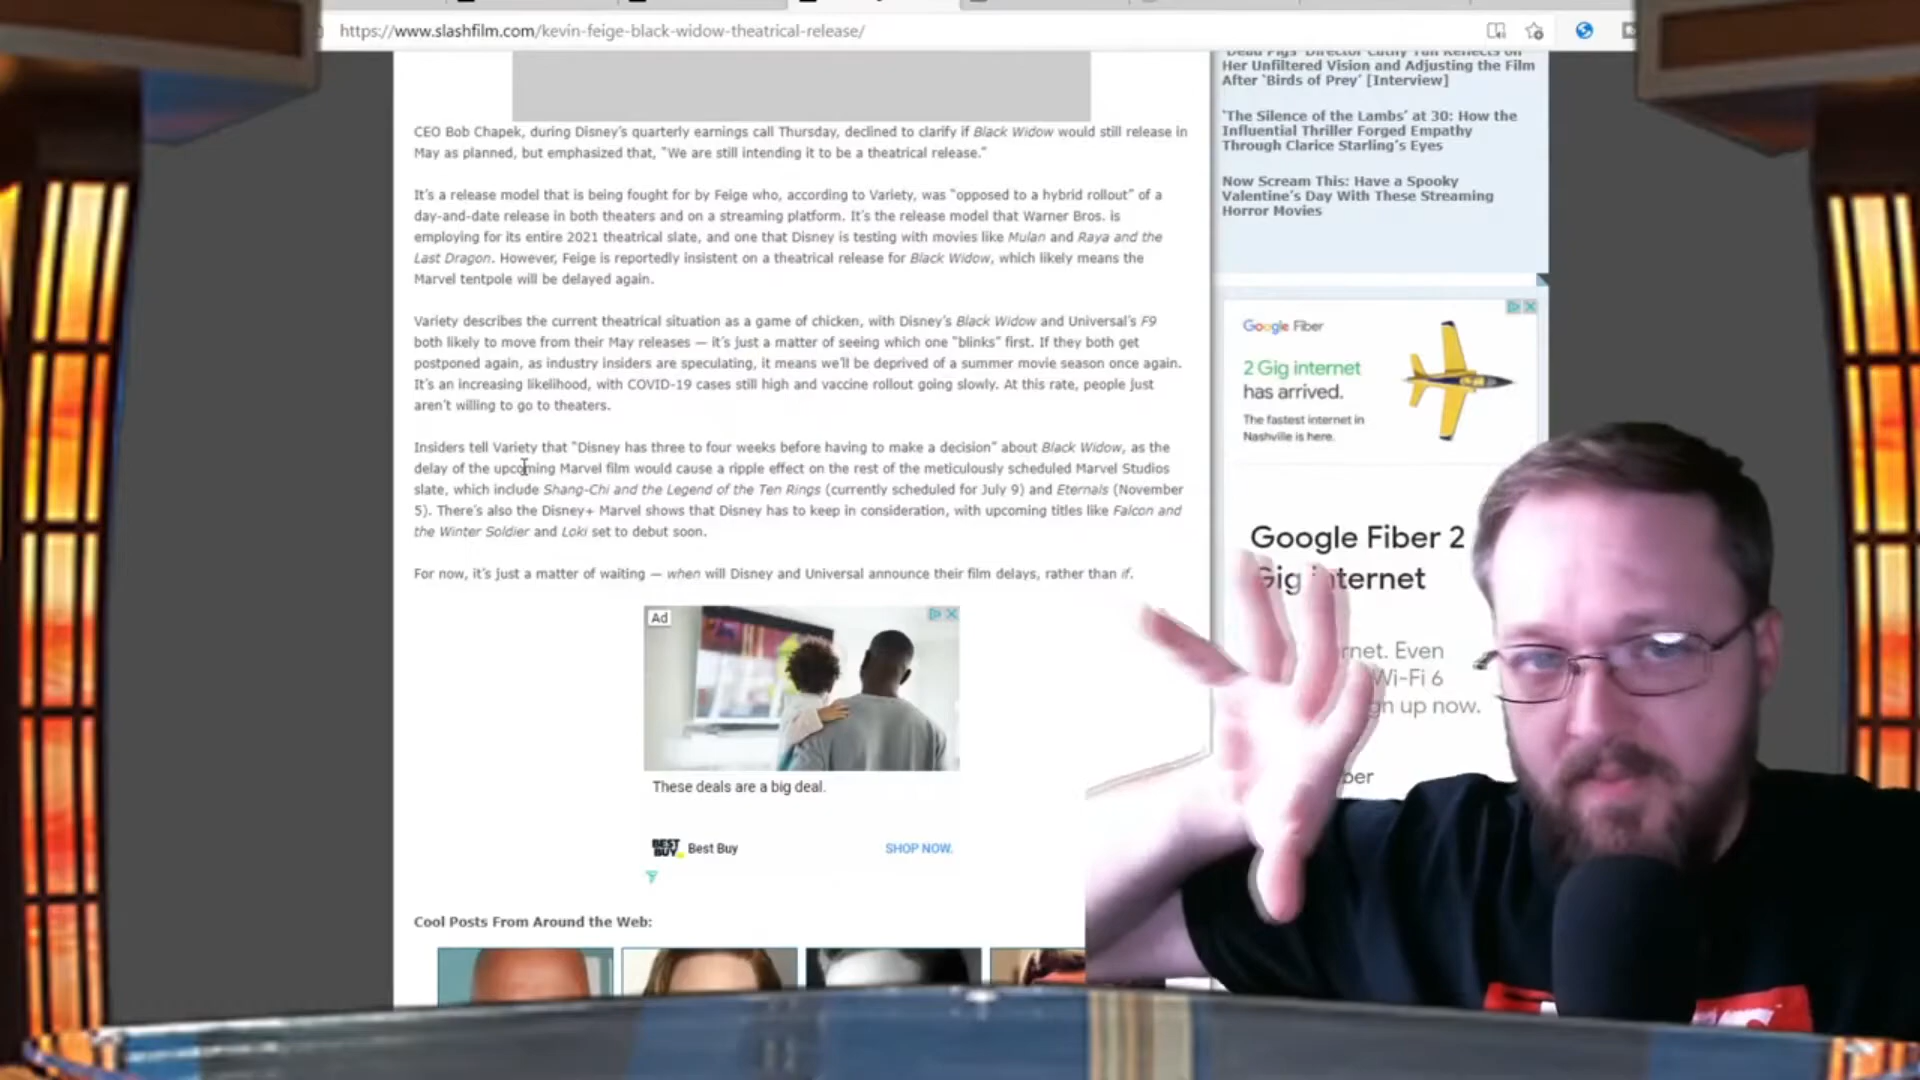 https://www.slashfilm.com/kevin-feige-black-widow-theatrical-release/
CEO Bob Chapek, during Disney's quarterly earnings call Thursday, declined to clarify if Black Widow would still release in
May as planned, but emphasized that, "We are still intending it to be a theatrical release."
It's a release model that is being fought for by Feige who, according to Variety, was "opposed to a hybrid rollout" of a
day-and-date release in both theaters and on a streaming platform. It's the release model that Warner Bros. is
employing for its entire 2021 theatrical slate, and one that Disney is testing with movies like Mulan and Raya and the
Last Dragon. However, Feige is reportedly insistent on a theatrical release for Black Widow, which likely means the
Marvel tentpole will be delayed again.
Variety describes the current theatrical situation as a game of chicken, with Disney's Black Widow and Universal's F9
both likely to move from their May releases — it's just a matter of seeing which one "blinks" first. If they both get
postponed again, as industry insiders are speculating, it means we'll be deprived of a summer movie season once again.
It's an increasing likelihood, with COVID-19 cases still high and vaccine rollout going slowly. At this rate, people just
aren't willing to go to theaters.
Insiders tell Variety that "Disney has three to four weeks before having to make a decision" about Black Widow, as the
delay of the upcoming Marvel film would cause a ripple effect on the rest of the meticulously scheduled Marvel Studios
slate, which include Shang-Chi and the Legend of the Ten Rings (currently scheduled for July 9) and Eternals (November
5). There's also the Disney+ Marvel shows that Disney has to keep in consideration, with upcoming titles like Falcon and
the Winter Soldier and Loki set to debut soon.
For now, it's just a matter of waiting — when will Disney and Universal announce their film delays, rather than if.
Ad
These deals are a big deal.
BEST BUY Best Buy
SHOP NOW.
Cool Posts From Around the Web:
'Dead Pigs' Director Cathy Yan Reflects on
Her Unfiltered Vision and Adjusting the Film
After 'Birds of Prey' [Interview]
'The Silence of the Lambs' at 30: How the
Influential Thriller Forged Empathy
Through Clarice Starling's Eyes
Now Scream This: Have a Spooky
Valentine's Day With These Streaming
Horror Movies
Google Fiber
2 Gig internet
has arrived.
The fastest internet in
Nashville is here.
Google Fiber 2
Gig internet
Even
Wi-Fi 6
up now.